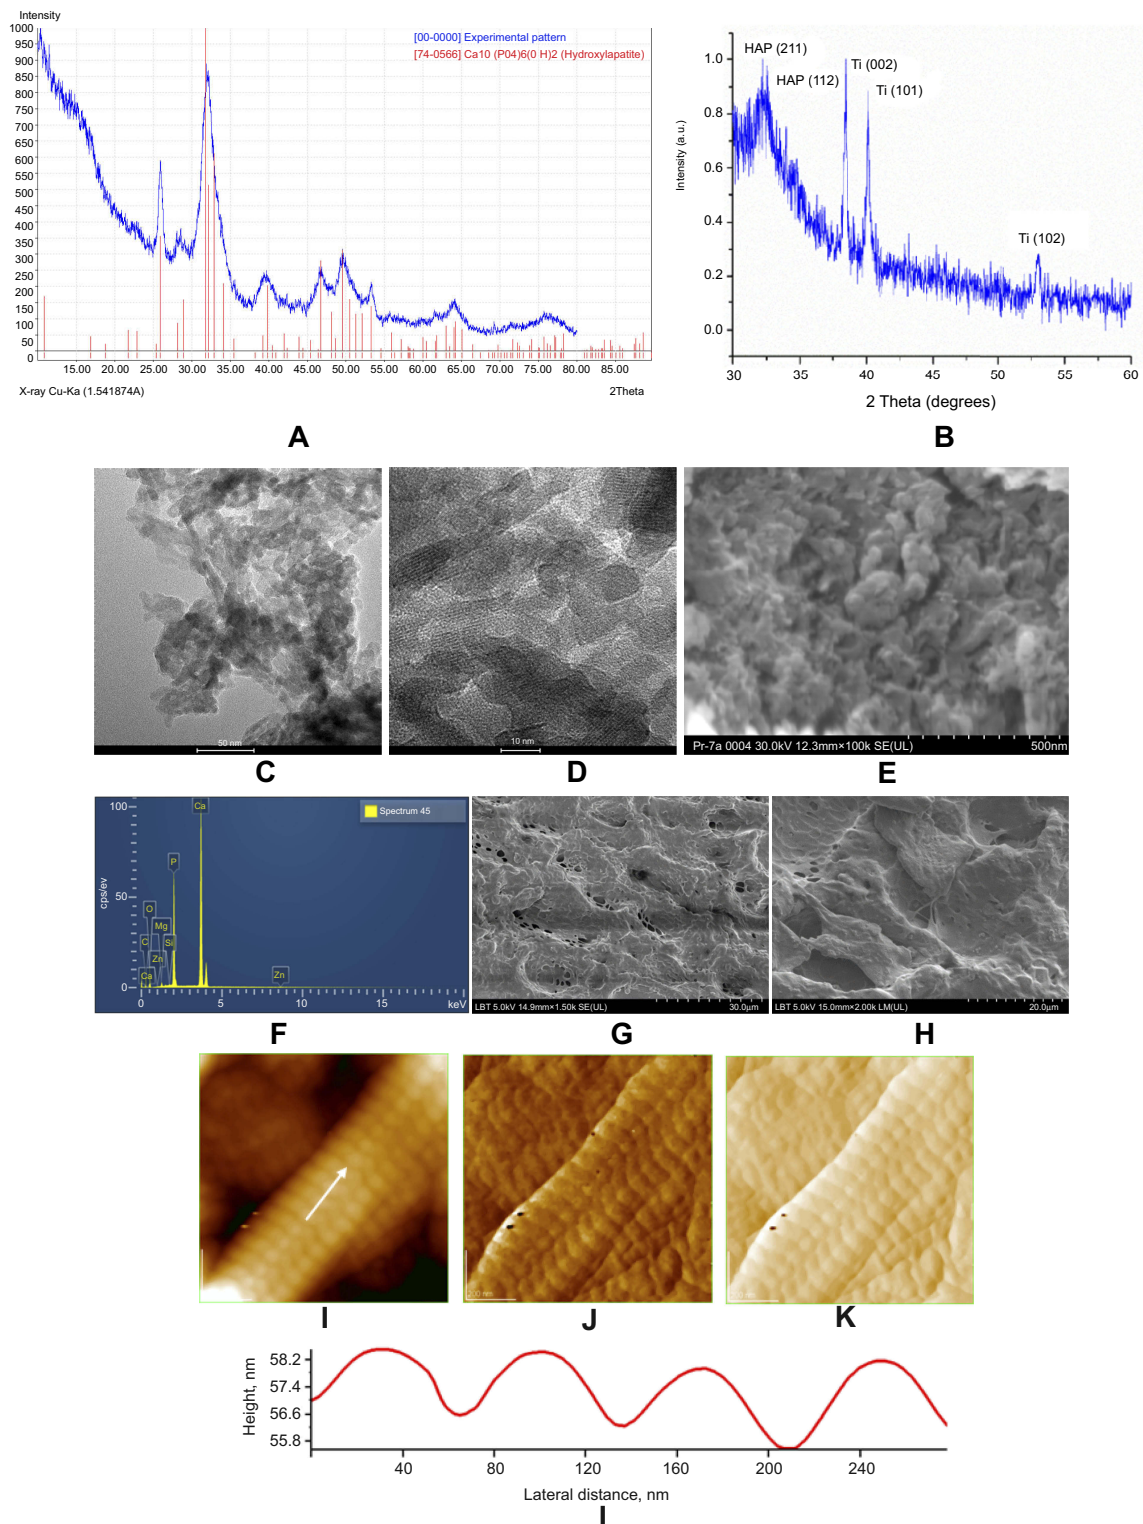 Intensity
[00-0000] Experimental pattern
[74-0566] Ca10 (P04)6(0 H)2 (Hydroxylapatite)
1000
950
900
850
800
750
700
650
600
550
500
450
400
350
300
250
200
150
100
50
0
15.00 20.00 25.00 30.00 35.00 40.00 45.00 50.00 55.00 60.00 65.00 70.00 75.00 80.00 85.00
X-ray Cu-Ka (1.541874A)
2Theta
A
HAP (211)
HAP (112)
Ti (002)
Ti (101)
Ti (102)
Intensity (a.u.)
1.0
0.8
0.6
0.4
0.2
0.0
30 35 40 45 50 55 60
2 Theta (degrees)
B
50 nm
C
10 nm
D
Pr-7a 0004 30.0kV 12.3mm×100k SE(UL) 500nm
E
Spectrum 45
cps/ev
100
50
0
Ca
P
O
Mg
C
Si
Zn
Ca
Zn
0 5 10 15 keV
F
LBT 5.0kV 14.9mm×1.50k SE(UL) 30.0µm
G
LBT 5.0kV 15.0mm×2.00k LM(UL) 20.0µm
H
I
200 nm
J
K
Height, nm
58.2
57.4
56.6
55.8
40 80 120 160 200 240
Lateral distance, nm